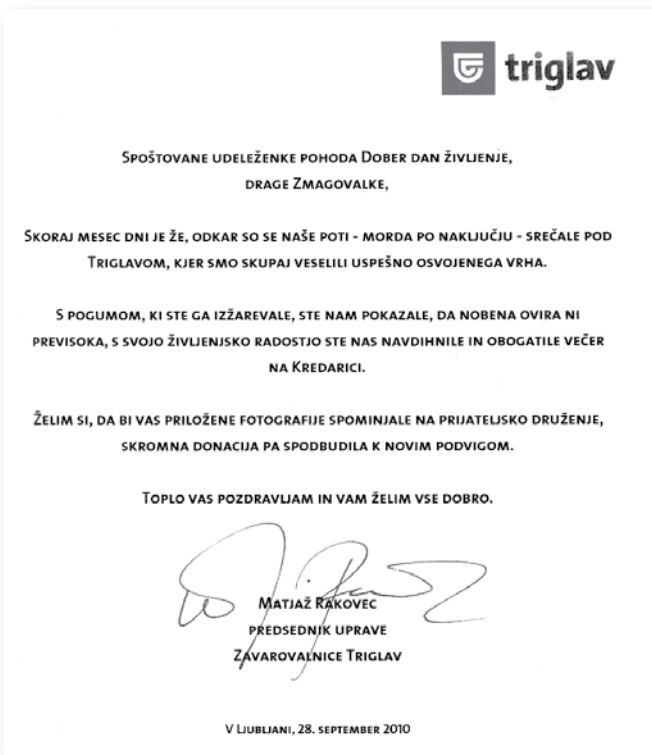 triglav
Spoštovane udeleženke pohoda Dober dan življenje,
drage Zmagovalke,
Skoraj mesec dni je že, odkar so se naše poti - morda po naključju - srečale pod
Triglavom, kjer smo skupaj veselili uspešno osvojenega vrha.
S pogumom, ki ste ga izžarevale, ste nam pokazale, da nobena ovira ni
previsoka, s svojo življenjsko radostjo ste nas navdihnile in obogatile večer
na Kredarici.
Želim si, da bi vas priložene fotografije spominjale na prijateljsko druženje,
skromna donacija pa spodbudila k novim podvigom.
Toplo vas pozdravljam in vam želim vse dobro.
Matjaž Rakovec
predsednik uprave
Zavarovalnice Triglav
V Ljubljani, 28. september 2010